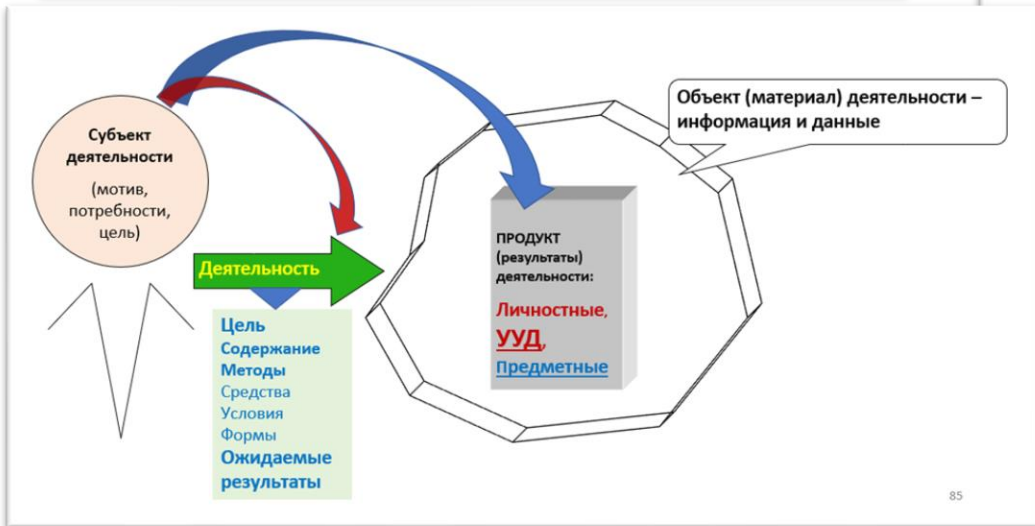 Субъект
деятельности
(мотив,
потребности,
цель)
Деятельность
Цель
Содержание
Методы
Средства
Условия
Формы
Ожидаемые
результаты
Объект (материал) деятельности –
информация и данные
ПРОДУКТ
(результаты)
деятельности:
Личностные,
УУД,
Предметные
85